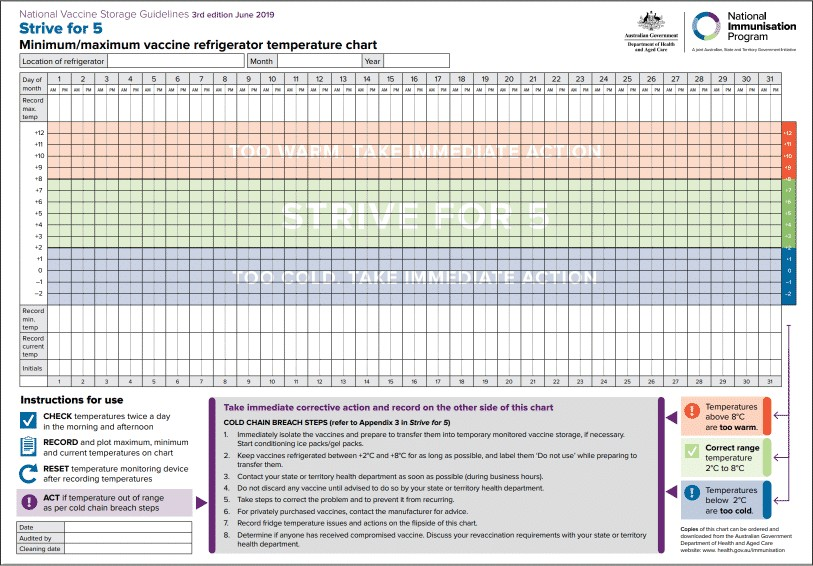 National Vaccine Storage Guidelines 3rd edition June 2019
Strive for 5
Minimum/maximum vaccine refrigerator temperature chart
Australian Government
Department of Health
and Aged Care
National
Immunisation
Program
A joint Australian, State and Territory Government Initiative
Location of refrigerator Month Year
Day of month 1 2 3 4 5 6 7 8 9 10 11 12 13 14 15 16 17 18 19 20 21 22 23 24 25 26 27 28 29 30 31
AM PM AM PM AM PM AM PM AM PM AM PM AM PM AM PM AM PM AM PM AM PM AM PM AM PM AM PM AM PM AM PM AM PM AM PM AM PM AM PM AM PM AM PM AM PM AM PM AM PM AM PM AM PM AM PM AM PM AM PM AM PM
Record
max.
temp
+12 +12
+11 +11
TOO WARM. TAKE IMMEDIATE ACTION
+10 +10
+9 +9
+8 +8
+7 +7
+6 +6
+5 +5
STRIVE FOR 5
+4 +4
+3 +3
+2 +2
+1 +1
0 0
TOO COLD. TAKE IMMEDIATE ACTION
−1 −1
−2 −2
Record
min.
temp
Record
current
temp
Initials
1 2 3 4 5 6 7 8 9 10 11 12 13 14 15 16 17 18 19 20 21 22 23 24 25 26 27 28 29 30 31
Instructions for use
CHECK temperatures twice a day
in the morning and afternoon
RECORD and plot maximum, minimum
and current temperatures on chart
RESET temperature monitoring device
after recording temperatures
ACT if temperature out of range
as per cold chain breach steps
Date
Audited by
Cleaning date
Take immediate corrective action and record on the other side of this chart
COLD CHAIN BREACH STEPS (refer to Appendix 3 in Strive for 5)
1. Immediately isolate the vaccines and prepare to transfer them into temporary monitored vaccine storage, if necessary.
Start conditioning ice packs/gel packs.
2. Keep vaccines refrigerated between +2°C and +8°C for as long as possible, and label them 'Do not use' while preparing to
transfer them.
3. Contact your state or territory health department as soon as possible (during business hours).
4. Do not discard any vaccine until advised to do so by your state or territory health department.
5. Take steps to correct the problem and to prevent it from recurring.
6. For privately purchased vaccines, contact the manufacturer for advice.
7. Record fridge temperature issues and actions on the flipside of this chart.
8. Determine if anyone has received compromised vaccine. Discuss your revaccination requirements with your state or territory
health department.
Temperatures
above 8°C
are too warm.
Correct range
temperature
2°C to 8°C
Temperatures
below 2°C
are too cold.
Copies of this chart can be ordered and
downloaded from the Australian Government
Department of Health and Aged Care
website: www. health.gov.au/immunisation